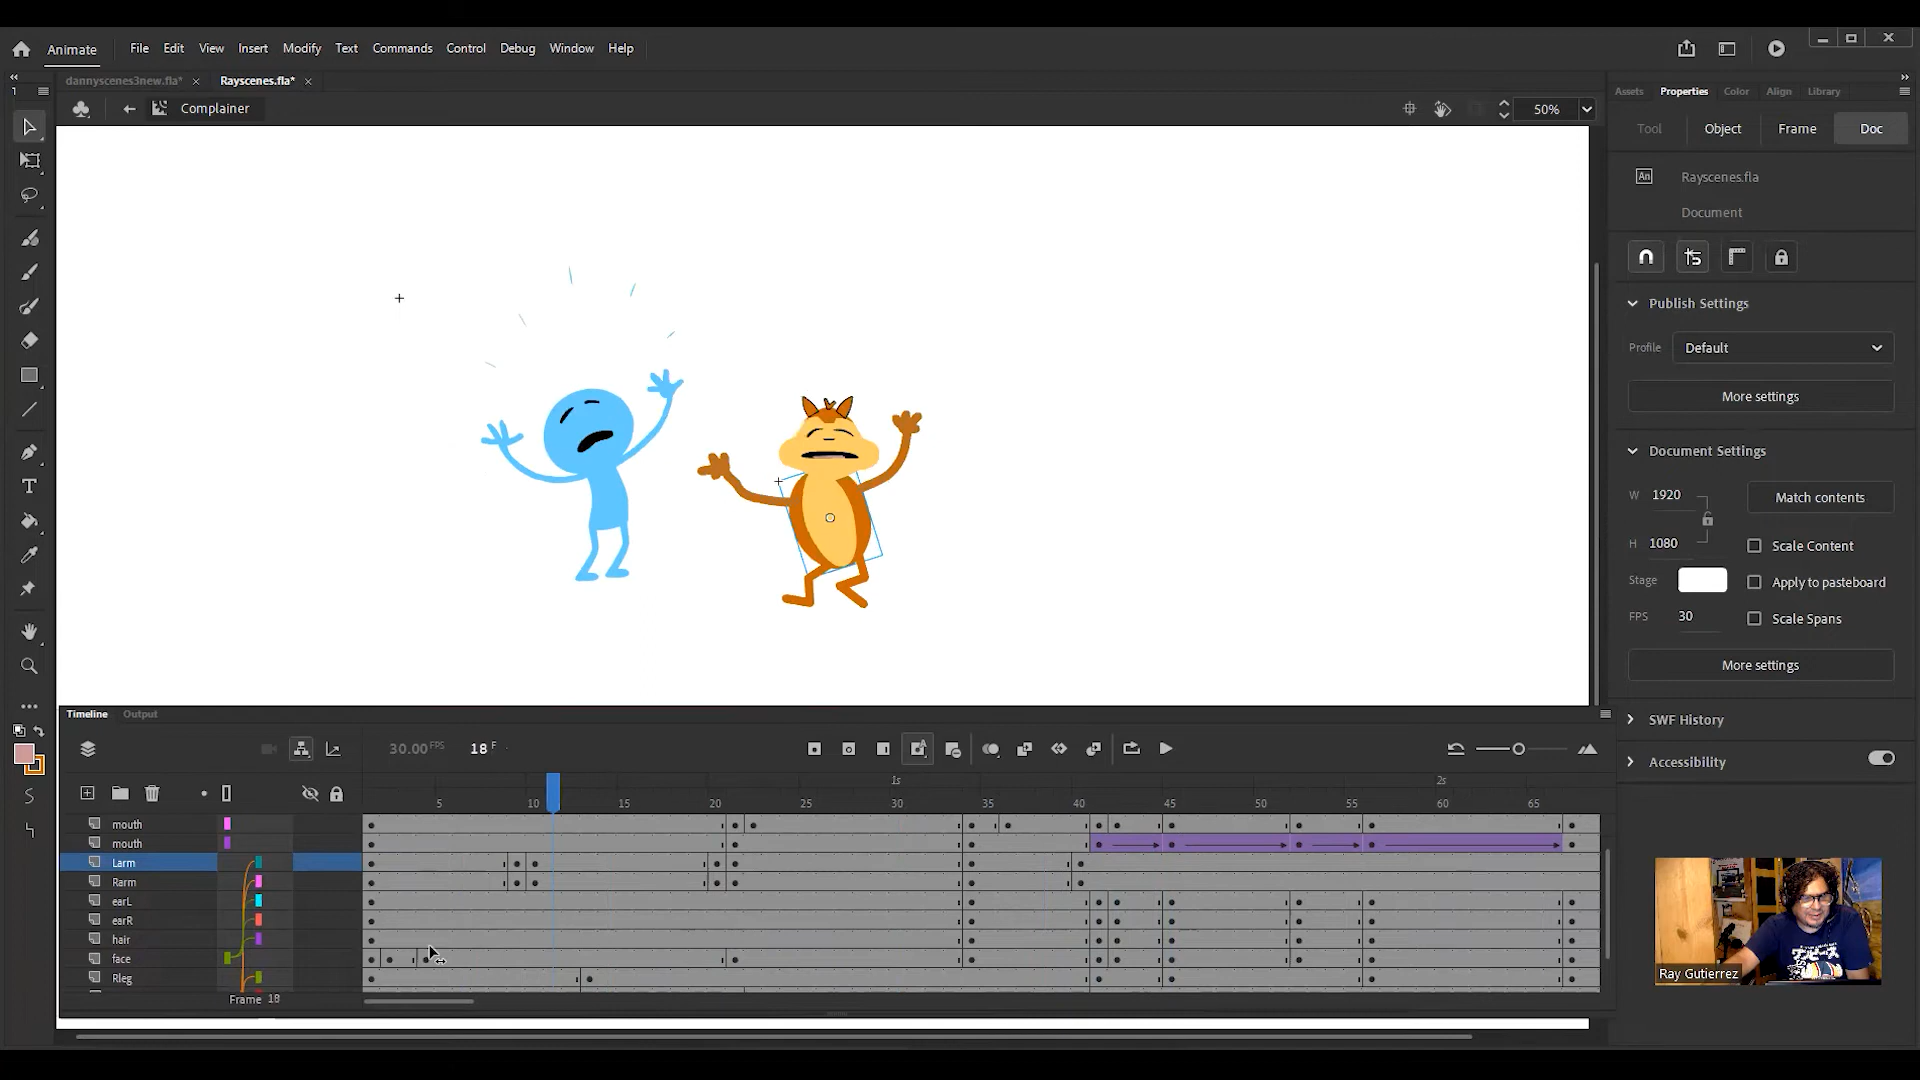 Animate File Edit View Insert Modify Text Commands Control Debug Window Help
dannyscenes3new.fla* × Rayscenes.fla* ×
1
Assets Properties Color Align Library
Complainer
50%
Tool Object Frame Doc
An Rayscenes.fla
Document
Publish Settings
Profile Default
More settings
Document Settings
W 1920 Match contents
H 1080 Scale Content
Stage Apply to pasteboard
FPS 30 Scale Spans
More settings
SWF History
Accessibility
T
Timeline Output
30.00 FPS 18 F
1s 2s
5 10 15 20 25 30 35 40 45 50 55 60 65
mouth
mouth
Larm
Rarm
earL
earR
hair
face
Rleg
Frame 18
Ray Gutierrez